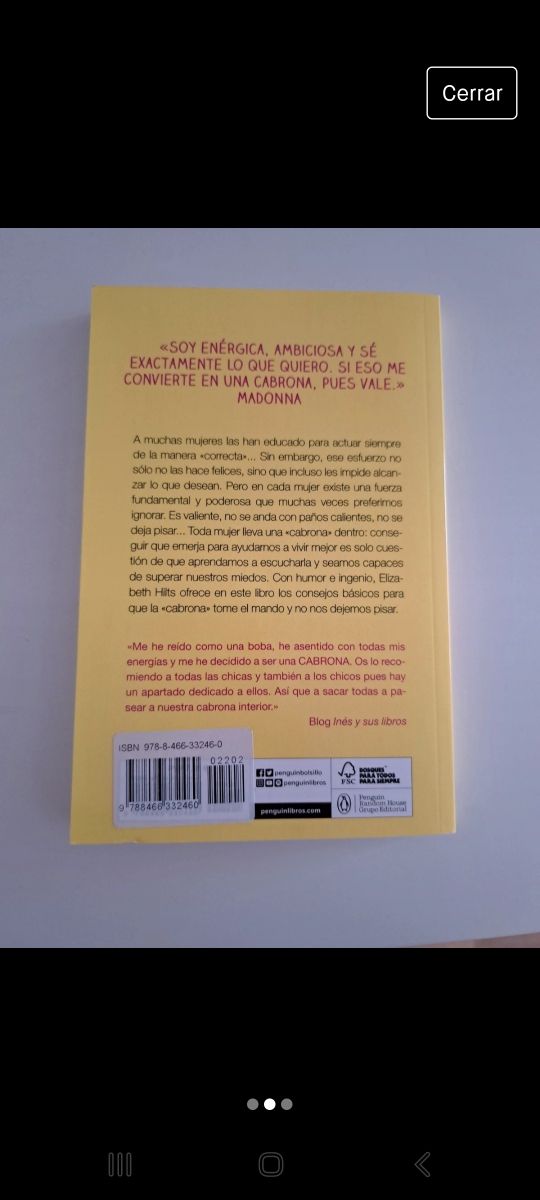 Cerrar
«SOY ENÉRGICA, AMBICIOSA Y SÉ
EXACTAMENTE LO QUE QUIERO. SI ESO ME
CONVIERTE EN UNA CABRONA, PUES VALE.»
MADONNA
A muchas mujeres las han educado para actuar siempre
de la manera «correcta»... Sin embargo, ese esfuerzo no
sólo no las hace felices, sino que incluso les impide alcan-
zar lo que desean. Pero en cada mujer existe una fuerza
fundamental y poderosa que muchas veces preferimos
ignorar. Es valiente, no se anda con paños calientes, no se
deja pisar... Toda mujer lleva una «cabrona» dentro: conse-
guir que emerja para ayudarnos a vivir mejor es solo cues-
tión de que aprendamos a escucharla y seamos capaces
de superar nuestros miedos. Con humor e ingenio, Eliza-
beth Hilts ofrece en este libro los consejos básicos para
que la «cabrona» tome el mando y no nos dejemos pisar.
«Me he reído como una boba, he asentido con todas mis
energías y me he decidido a ser una CABRONA. Os lo reco-
miendo a todas las chicas y también a los chicos pues hay
un apartado dedicado a ellos. Así que a sacar todas a pa-
sear a nuestra cabrona interior.»
Blog Inés y sus libros
ISBN 978-8-466-33246-0
02202
9 788466 332460
penguinbolsillo
penguinlibros
penguinlibros.com
FSC
BOSQUES
PARA TODOS
PARA SIEMPRE
Penguin
Random House
Grupo Editorial